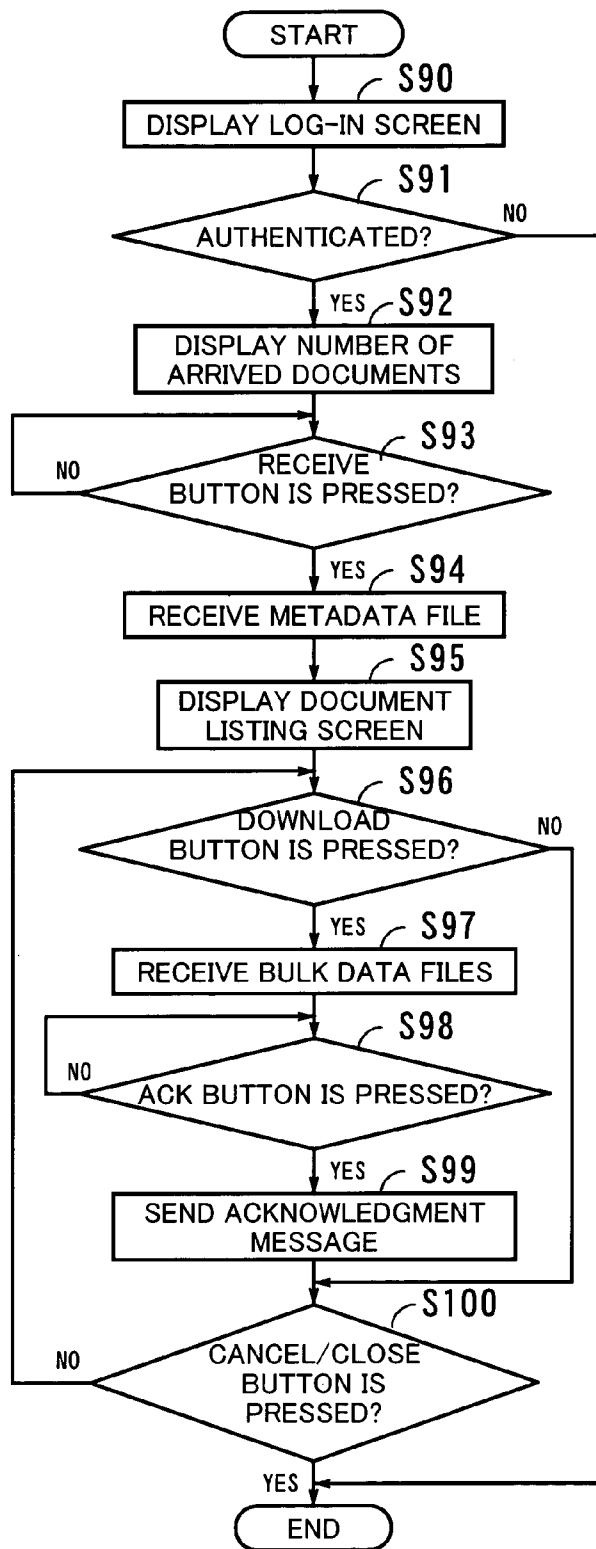 START
S90
DISPLAY LOG-IN SCREEN
S91
AUTHENTICATED?
NO
YES
S92
DISPLAY NUMBER OF
ARRIVED DOCUMENTS
S93
NO
RECEIVE
BUTTON IS PRESSED?
YES
S94
RECEIVE METADATA FILE
S95
DISPLAY DOCUMENT
LISTING SCREEN
S96
DOWNLOAD
BUTTON IS PRESSED?
NO
YES
S97
RECEIVE BULK DATA FILES
S98
NO
ACK BUTTON IS PRESSED?
YES
S99
SEND ACKNOWLEDGMENT
MESSAGE
S100
NO
CANCEL/CLOSE
BUTTON IS
PRESSED?
YES
END